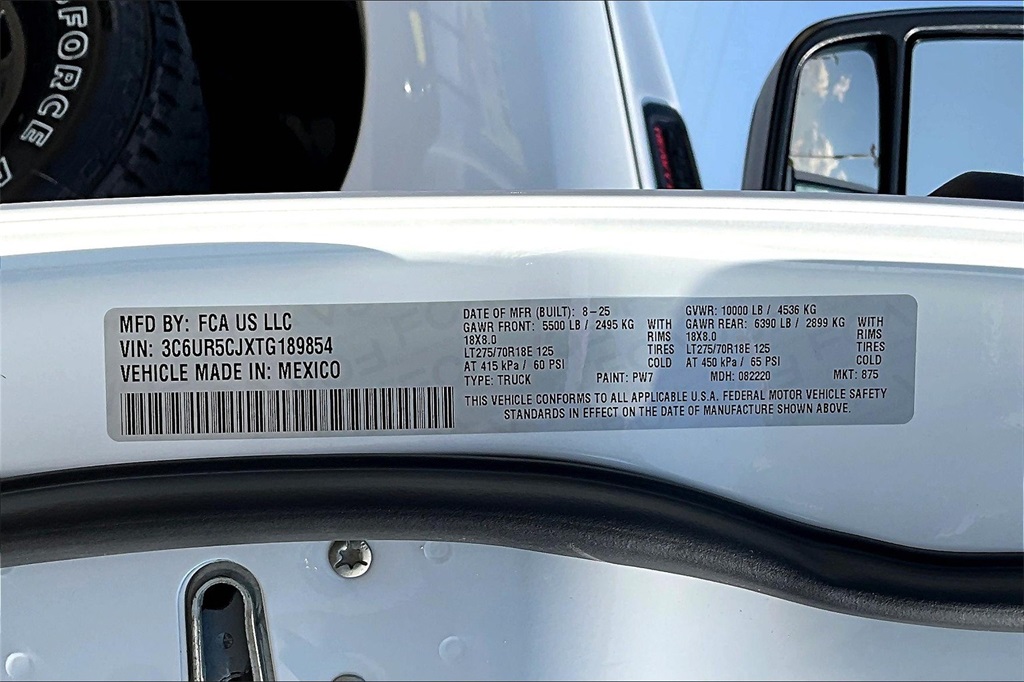 FORCE
MFD BY: FCA US LLC
VIN: 3C6UR5CJXTG189854
VEHICLE MADE IN: MEXICO
DATE OF MFR (BUILT): 8-25
GAWR FRONT: 5500 LB / 2495 KG WITH
18X8.0 RIMS
LT275/70R18E 125 TIRES
AT 415 kPa / 60 PSI COLD
GVWR: 10000 LB / 4536 KG
GAWR REAR: 6390 LB / 2899 KG WITH
18X8.0 RIMS
LT275/70R18E 125 TIRES
AT 450 kPa / 65 PSI COLD
TYPE: TRUCK PAINT: PW7 MDH: 082220 MKT: 875
THIS VEHICLE CONFORMS TO ALL APPLICABLE U.S.A. FEDERAL MOTOR VEHICLE SAFETY
STANDARDS IN EFFECT ON THE DATE OF MANUFACTURE SHOWN ABOVE.